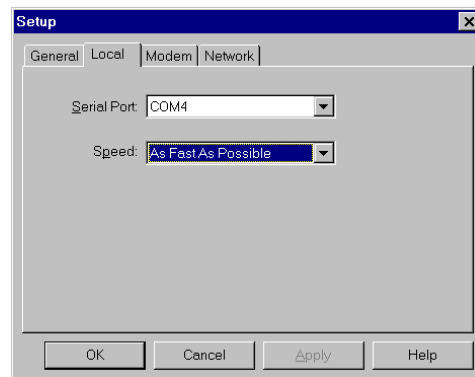 Setup
General Local Modem Network
Serial Port: COM4
Speed: As Fast As Possible
OK Cancel Apply Help